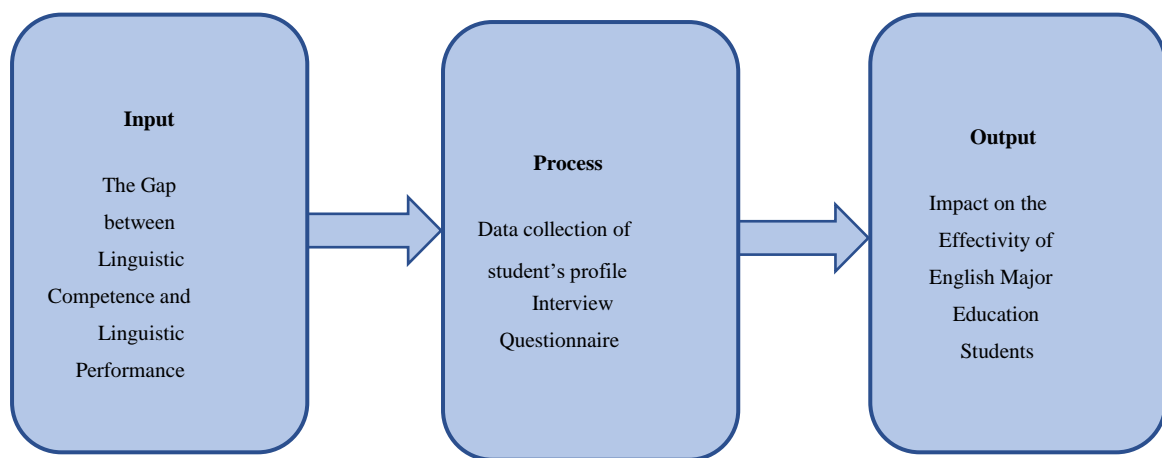 Input
The Gap
between
Linguistic
Competence and
Linguistic
Performance
Process
Data collection of
student’s profile
Interview
Questionnaire
Output
Impact on the
Effectivity of
English Major
Education
Students